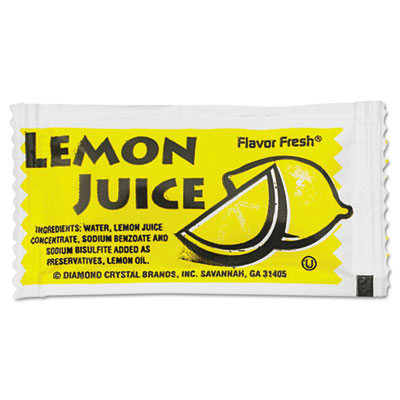 LEMON
JUICE
Flavor Fresh®
INGREDIENTS: WATER, LEMON JUICE
CONCENTRATE, SODIUM BENZOATE AND
SODIUM BISULFITE ADDED AS
PRESERVATIVES, LEMON OIL.
© DIAMOND CRYSTAL BRANDS, INC. SAVANNAH, GA 31405
U